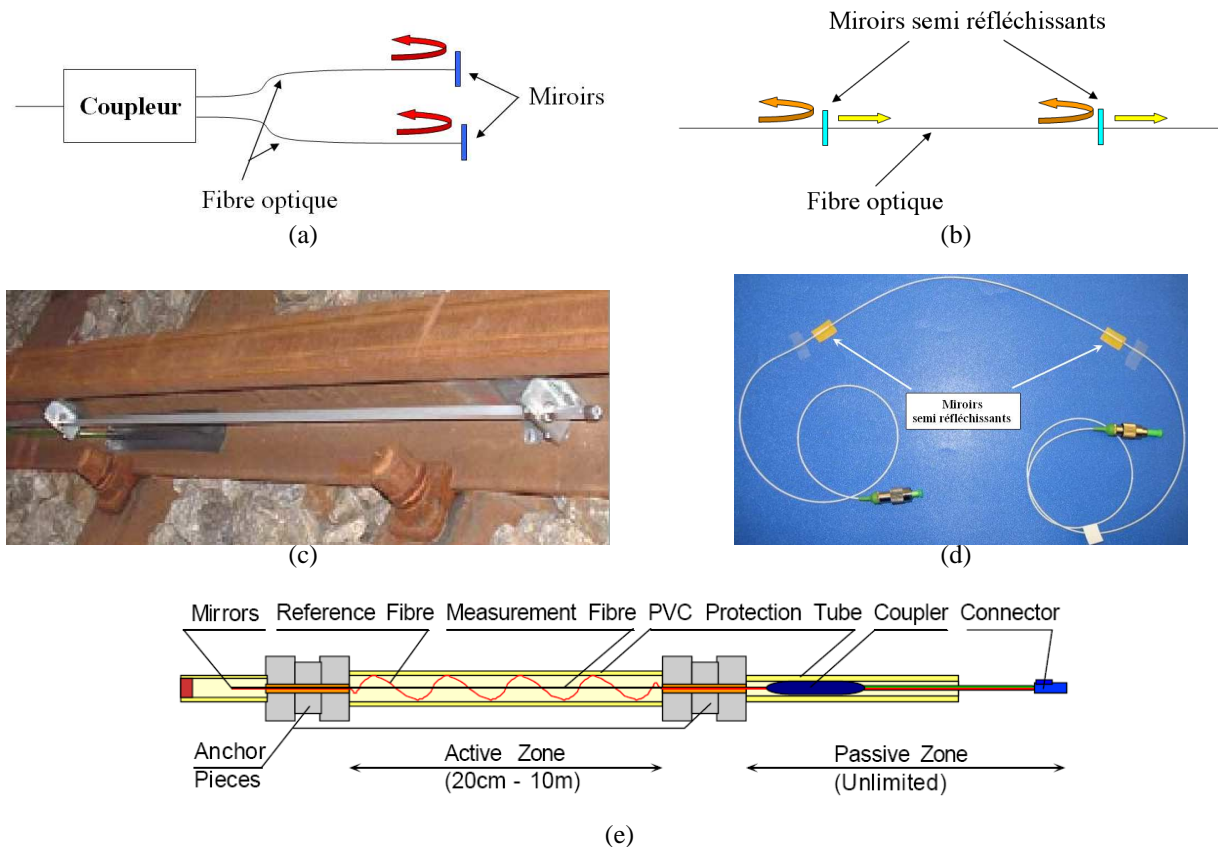 Coupleur
Miroirs
Fibre optique
(a)
Miroirs semi réfléchissants
Fibre optique
(b)
(c)
Miroirs
semi réfléchissants
(d)
Mirrors Reference Fibre Measurement Fibre PVC Protection Tube Coupler Connector
Anchor
Pieces
Active Zone
(20cm - 10m)
Passive Zone
(Unlimited)
(e)